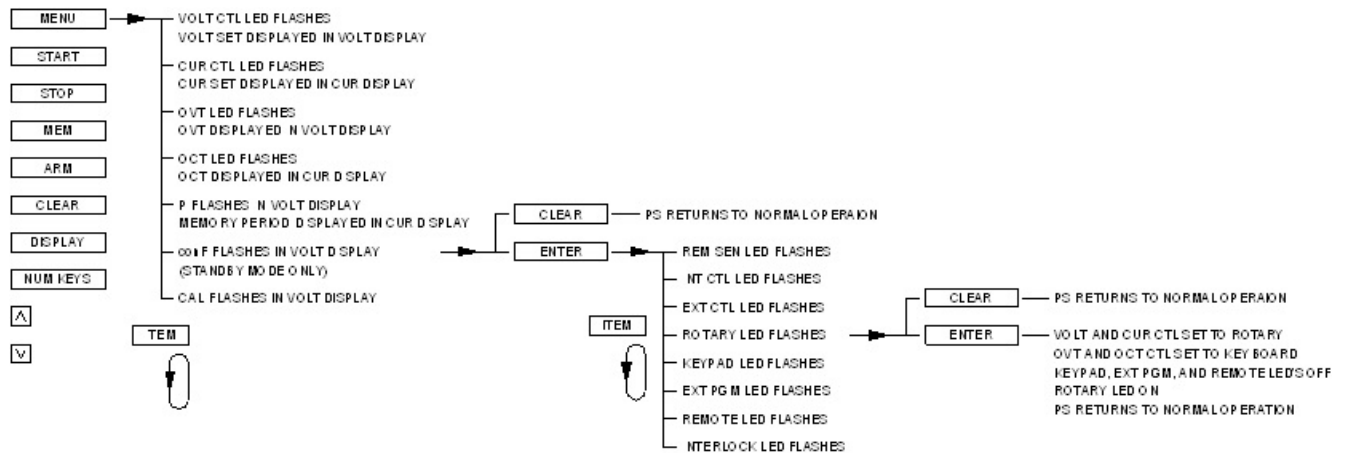 MENU
VOLT CTL LED FLASHES
VOLT SET DISPLAYED IN VOLT DISPLAY
START
CUR CTL LED FLASHES
CUR SET DISPLAYED IN CUR DISPLAY
STOP
OVT LED FLASHES
OVT DISPLAYED N VOLT DISPLAY
MEM
OCT LED FLASHES
OCT DISPLAYED IN CUR D SPLAY
ARM
P FLASHES N VOLT DISPLAY
MEMORY PERIOD D SPLAYED IN CUR D SPLAY
CLEAR
CLEAR
PS RETURNS TO NORMAL OPERAION
DISPLAY
conF FLASHES IN VOLT D SPLAY
(STANDBY MODE ONLY)
ENTER
REM SEN LED FLASHES
NUM KEYS
CAL FLASHES IN VOLT DISPLAY
NT CTL LED FLASHES
EXT CTL LED FLASHES
CLEAR
PS RETURNS TO NORMAL OPERAION
TEM
ITEM
ROTARY LED FLASHES
ENTER
VOLT AND CUR CTL SET TO ROTARY
OVT AND OCT CTL SET TO KEY BOARD
KEYPAD, EXT PGM, AND REMOTE LED'S OFF
ROTARY LED ON
PS RETURNS TO NORMAL OPERATION
KEYPAD LED FLASHES
EXT PGM LED FLASHES
REMOTE LED FLASHES
NTERLOCK LED FLASHES